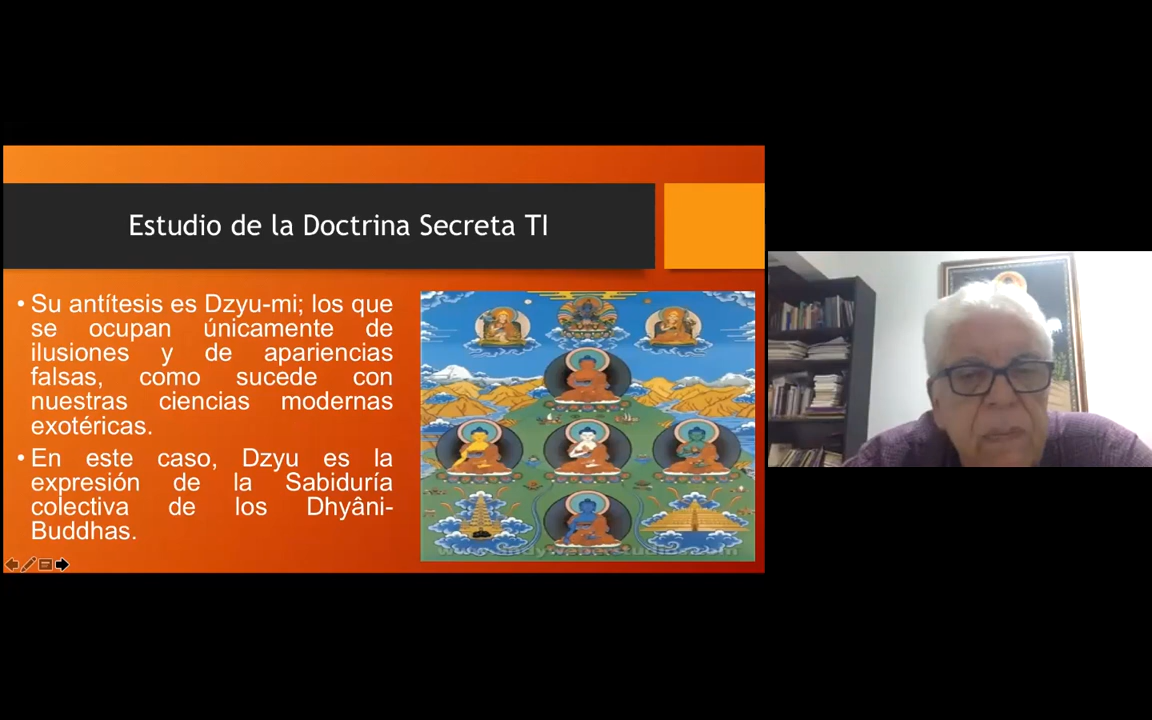 Estudio de la Doctrina Secreta TI
• Su antítesis es Dzyu-mi; los que
se ocupan únicamente de
ilusiones y de apariencias
falsas, como sucede con
nuestras ciencias modernas
exotéricas.
• En este caso, Dzyu es la
expresión de la Sabiduría
colectiva de los Dhyâni-
Buddhas.